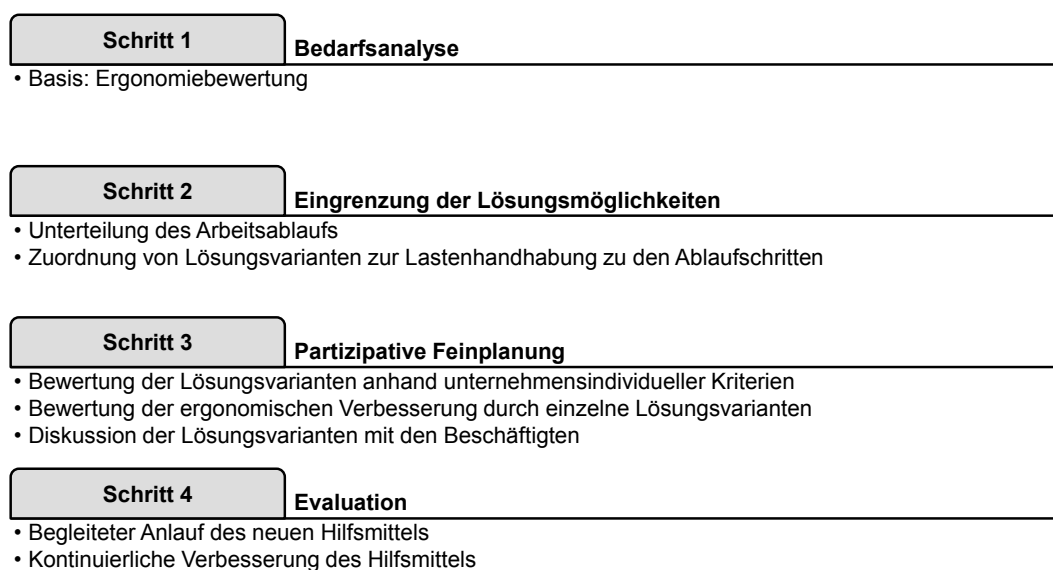 Schritt 1
Bedarfsanalyse
• Basis: Ergonomiebewertung
Schritt 2
Eingrenzung der Lösungsmöglichkeiten
• Unterteilung des Arbeitsablaufs
• Zuordnung von Lösungsvarianten zur Lastenhandhabung zu den Ablaufschritten
Schritt 3
Partizipative Feinplanung
• Bewertung der Lösungsvarianten anhand unternehmensindividueller Kriterien
• Bewertung der ergonomischen Verbesserung durch einzelne Lösungsvarianten
• Diskussion der Lösungsvarianten mit den Beschäftigten
Schritt 4
Evaluation
• Begleiteter Anlauf des neuen Hilfsmittels
• Kontinuierliche Verbesserung des Hilfsmittels